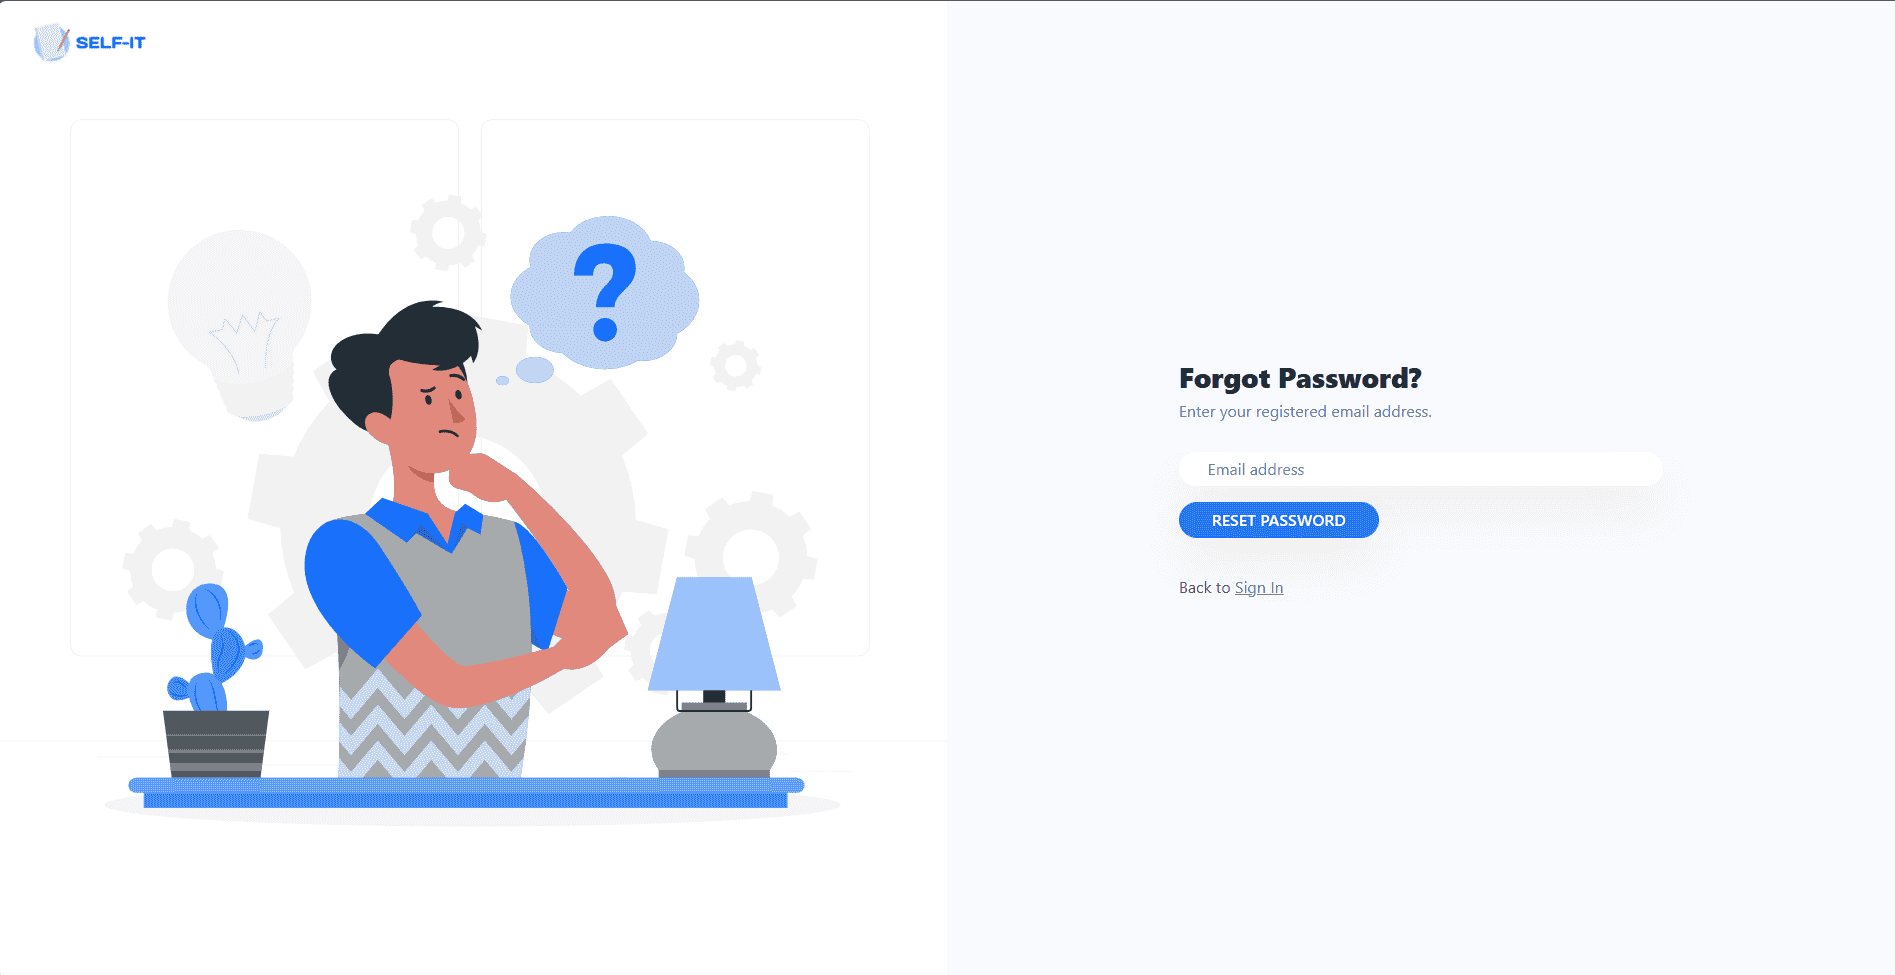 SELF-IT
?
Forgot Password?
Enter your registered email address.
Email address
RESET PASSWORD
Back to Sign In